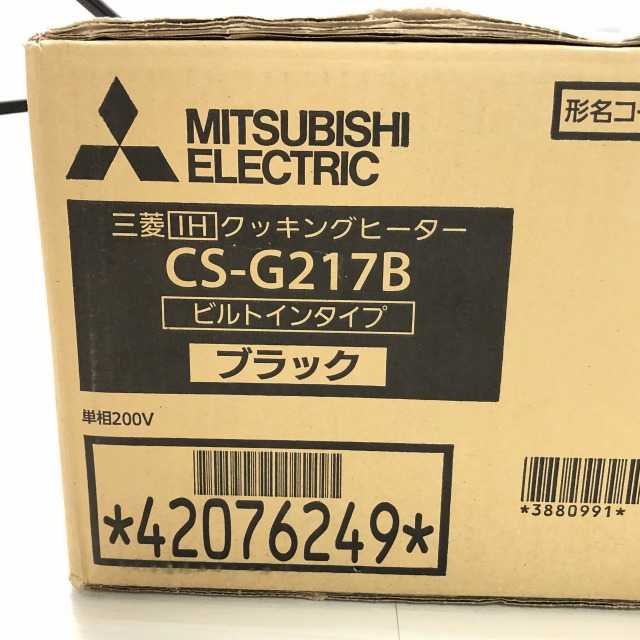 MITSUBISHI
ELECTRIC
形名コー
三菱IHクッキングヒーター
CS-G217B
ビルトインタイプ
ブラック
単相200V
*42076249*
*3880991*